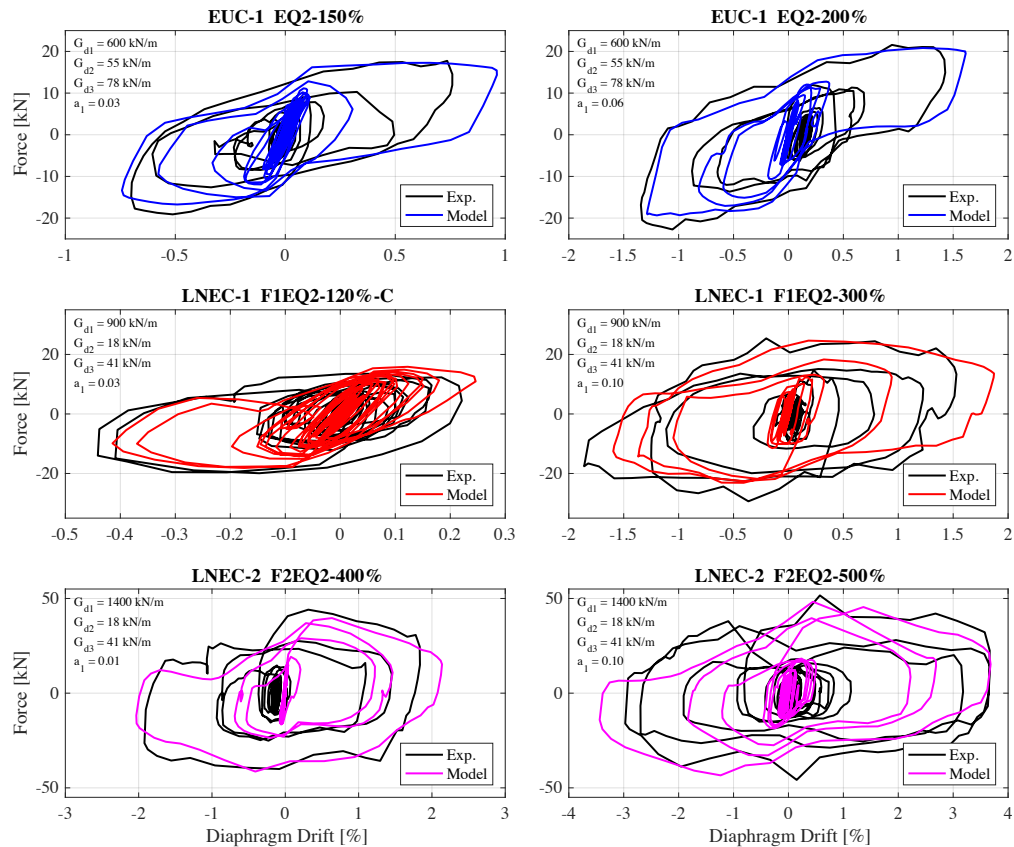 EUC-1 EQ2-150%
G_d1 = 600 kN/m
G_d2 = 55 kN/m
G_d3 = 78 kN/m
a_1 = 0.03
Force [kN]
20
10
0
-10
-20
Exp.
Model
-1 -0.5 0 0.5 1
EUC-1 EQ2-200%
G_d1 = 600 kN/m
G_d2 = 55 kN/m
G_d3 = 78 kN/m
a_1 = 0.06
20
10
0
-10
-20
Exp.
Model
-2 -1.5 -1 -0.5 0 0.5 1 1.5 2
LNEC-1 F1EQ2-120%-C
G_d1 = 900 kN/m
G_d2 = 18 kN/m
G_d3 = 41 kN/m
a_1 = 0.03
Force [kN]
20
0
-20
Exp.
Model
-0.5 -0.4 -0.3 -0.2 -0.1 0 0.1 0.2 0.3
LNEC-1 F1EQ2-300%
G_d1 = 900 kN/m
G_d2 = 18 kN/m
G_d3 = 41 kN/m
a_1 = 0.10
20
0
-20
Exp.
Model
-2 -1.5 -1 -0.5 0 0.5 1 1.5 2
LNEC-2 F2EQ2-400%
G_d1 = 1400 kN/m
G_d2 = 18 kN/m
G_d3 = 41 kN/m
a_1 = 0.01
Force [kN]
50
0
-50
Exp.
Model
-3 -2 -1 0 1 2 3
Diaphragm Drift [%]
LNEC-2 F2EQ2-500%
G_d1 = 1400 kN/m
G_d2 = 18 kN/m
G_d3 = 41 kN/m
a_1 = 0.10
50
0
-50
Exp.
Model
-4 -3 -2 -1 0 1 2 3 4
Diaphragm Drift [%]